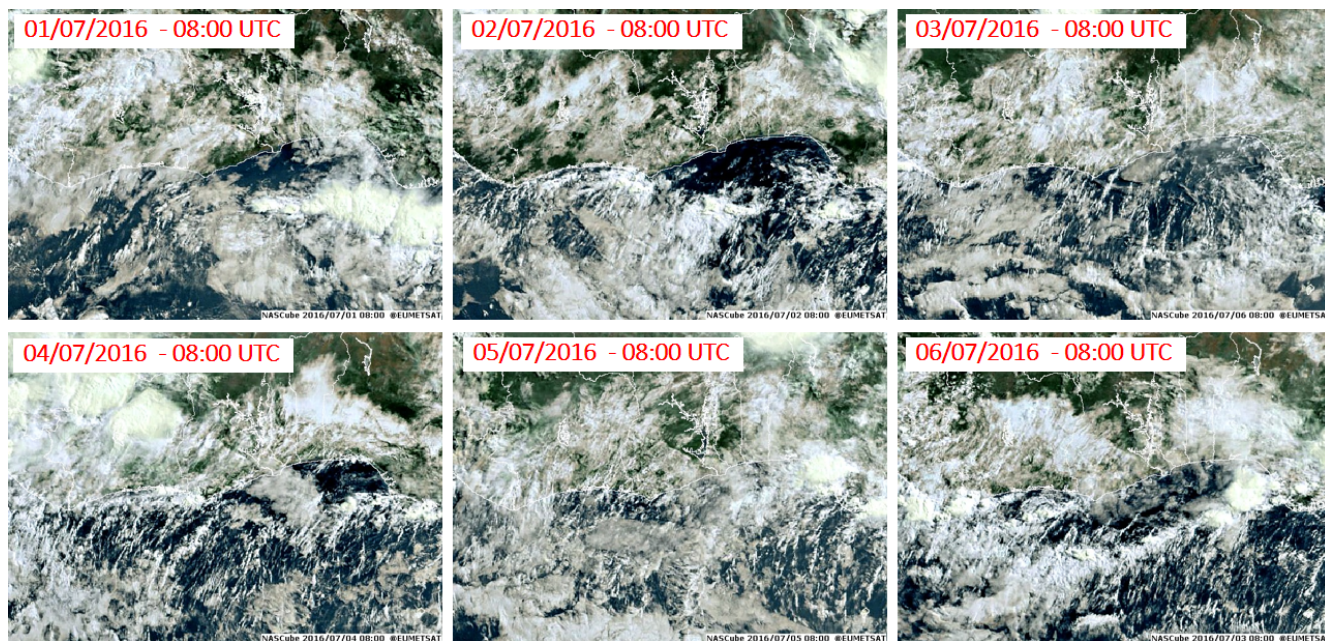 01/07/2016 - 08:00 UTC
02/07/2016 - 08:00 UTC
03/07/2016 - 08:00 UTC
NASCube 2016/07/01 08:00 @EUMETSAT
NASCube 2016/07/02 08:00 @EUMETSAT
NASCube 2016/07/06 08:00 @EUMETSAT
04/07/2016 - 08:00 UTC
05/07/2016 - 08:00 UTC
06/07/2016 - 08:00 UTC
NASCube 2016/07/04 08:00 @EUMETSAT
NASCube 2016/07/05 08:00 @EUMETSAT
NASCube 2016/07/03 08:00 @EUMETSAT